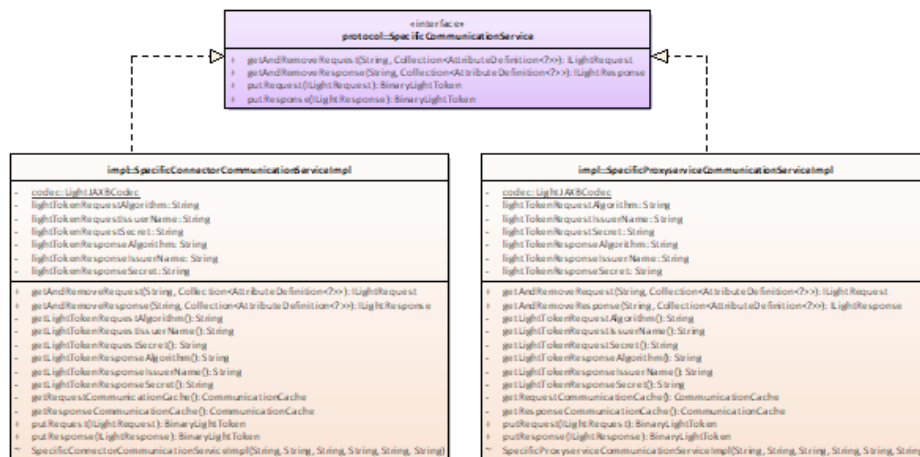 «interface»
protocol::SpecificCommunicationService
+ getAndRemoveRequest(String, Collection<AttributeDefinition<?>>): ILightRequest
+ getAndRemoveResponse(String, Collection<AttributeDefinition<?>>): ILightResponse
+ putRequest(ILightRequest): BinaryLightToken
+ putResponse(ILightResponse): BinaryLightToken
impl::SpecificConnectorCommunicationServiceImpl
- codec: LightJAXBCodec
- lightTokenRequestAlgorithm: String
- lightTokenRequestIssuerName: String
- lightTokenRequestSecret: String
- lightTokenResponseAlgorithm: String
- lightTokenResponseIssuerName: String
- lightTokenResponseSecret: String
+ getAndRemoveRequest(String, Collection<AttributeDefinition<?>>): ILightRequest
+ getAndRemoveResponse(String, Collection<AttributeDefinition<?>>): ILightResponse
- getLightTokenRequestAlgorithm(): String
- getLightTokenRequestIssuerName(): String
- getLightTokenRequestSecret(): String
- getLightTokenResponseAlgorithm(): String
- getLightTokenResponseIssuerName(): String
- getLightTokenResponseSecret(): String
- getRequestCommunicationCache(): CommunicationCache
- getResponseCommunicationCache(): CommunicationCache
+ putRequest(ILightRequest): BinaryLightToken
+ putResponse(ILightResponse): BinaryLightToken
~ SpecificConnectorCommunicationServiceImpl(String, String, String, String, String, String)
impl::SpecificProxyserviceCommunicationServiceImpl
- codec: LightJAXBCodec
- lightTokenRequestAlgorithm: String
- lightTokenRequestIssuerName: String
- lightTokenRequestSecret: String
- lightTokenResponseAlgorithm: String
- lightTokenResponseIssuerName: String
- lightTokenResponseSecret: String
+ getAndRemoveRequest(String, Collection<AttributeDefinition<?>>): ILightRequest
+ getAndRemoveResponse(String, Collection<AttributeDefinition<?>>): ILightResponse
- getLightTokenRequestAlgorithm(): String
- getLightTokenRequestIssuerName(): String
- getLightTokenRequestSecret(): String
- getLightTokenResponseAlgorithm(): String
- getLightTokenResponseIssuerName(): String
- getLightTokenResponseSecret(): String
- getRequestCommunicationCache(): CommunicationCache
- getResponseCommunicationCache(): CommunicationCache
+ putRequest(ILightRequest): BinaryLightToken
+ putResponse(ILightResponse): BinaryLightToken
~ SpecificProxyserviceCommunicationServiceImpl(String, String, String, String, String, String